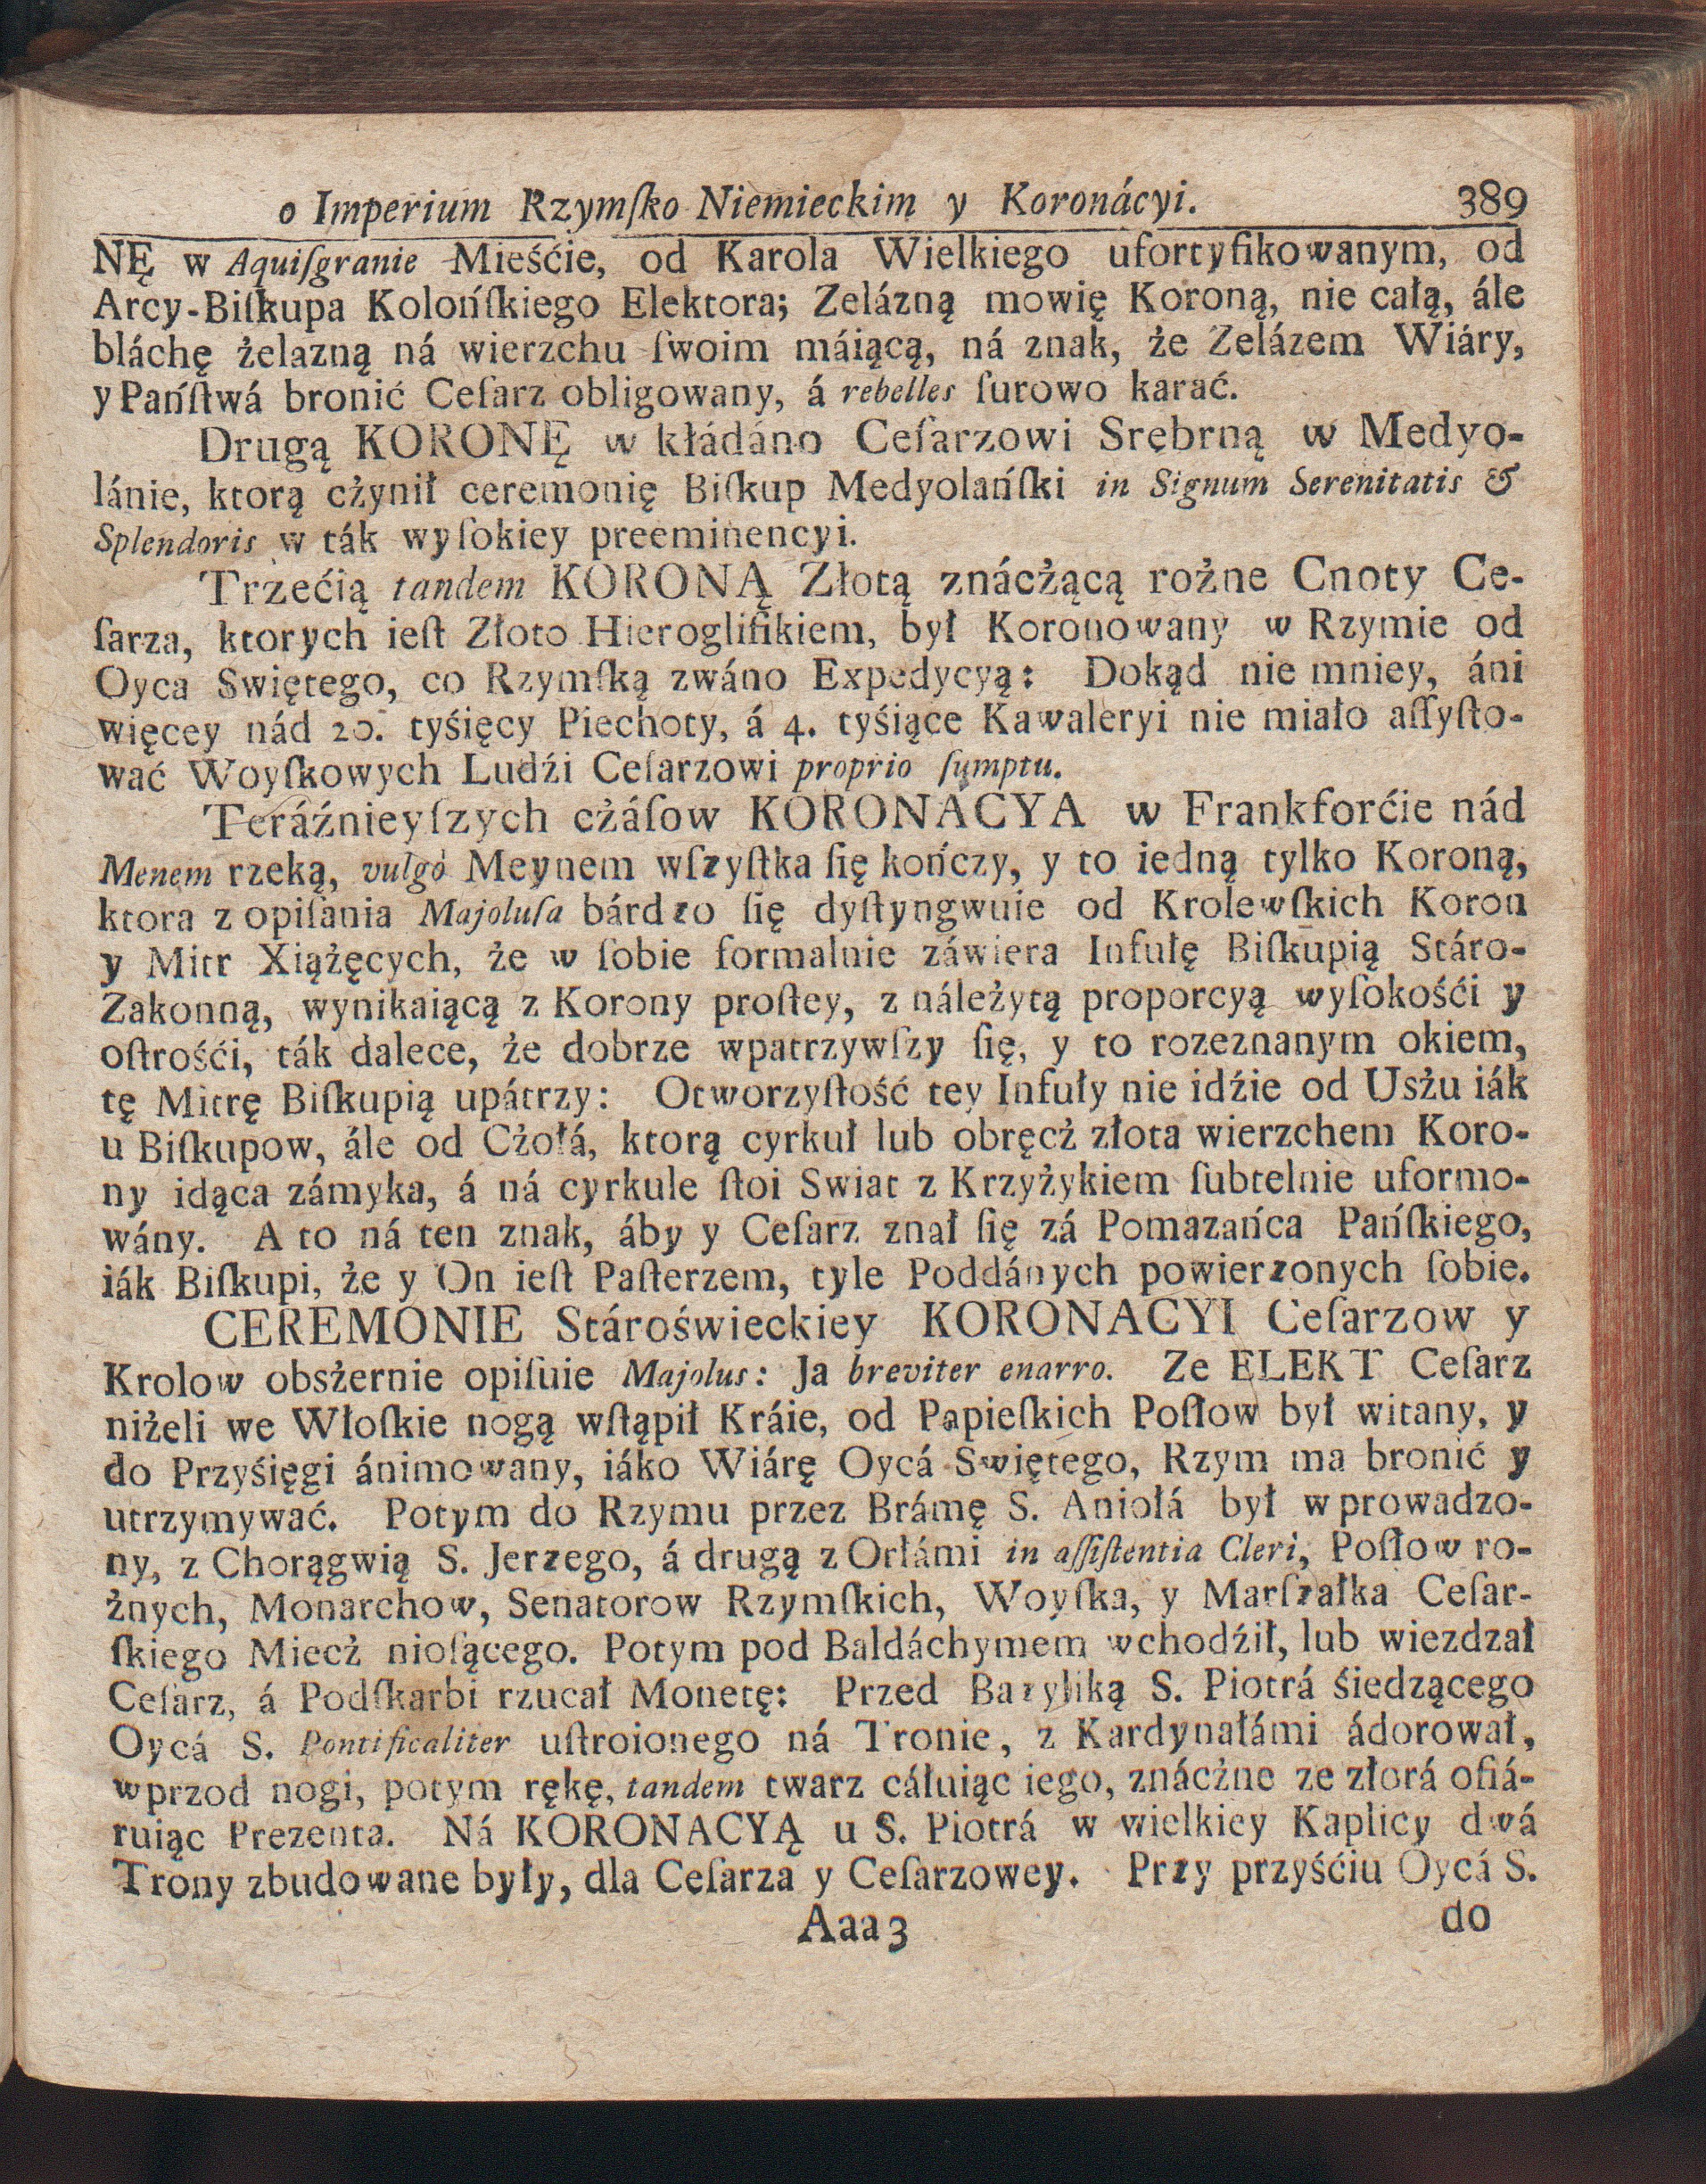 o Imperium Rzymſko Niemieckim y Koronácyi. 389
NĘ w Aquiſgranie Mieśćie, od Karola Wielkiego ufortyfikowanym, od
Arcy-Biſkupa Kolońſkiego Elektora; Zelázną mowię Koroną, nie całą, ále
bláchę żelazną ná wierzchu ſwoim máiącą, ná znak, że Zelázem Wiáry,
y Pańſtwá bronić Ceſarz obligowany, á rebelles ſurowo karać.
Drugą KORONĘ w kłádáno Ceſarzowi Srębrną w Medyo-
lánie, ktorą cżynił ceremonię Biſkup Medyolańſki in Signum Serenitatis &
Splendoris w ták wyſokiey preeminencyi.
Trzećią tandem KORONĄ Złotą znácżącą rożne Cnoty Ce-
ſarza, ktorych ieſt Złoto Hieroglifikiem, był Koronowany w Rzymie od
Oyca Swiętego, co Rzymſką zwáno Expedycyą: Dokąd nie mniey, áni
więcey nád 20. tyśięcy Piechoty, á 4. tyśiące Kawaleryi nie miało aſſyſto-
wać Woyſkowych Ludźi Ceſarzowi proprio ſumptu.
Teráźnieyſzych cżáſow KORONACYA w Frankforćie nád
Menem rzeką, vulgò Meynem wſzyſtka ſię kończy, y to iedną tylko Koroną,
ktora z opiſania Majoluſa bárdzo ſię dyſtyngwuie od Krolewſkich Koron
y Mitr Xiążęcych, że w ſobie formalnie záwiera Infułę Biſkupią Stáro-
Zakonną, wynikaiącą z Korony proſtey, z náleżytą proporcyą wyſokośći y
oſtrośći, ták dalece, że dobrze wpatrzywſzy ſię, y to rozeznanym okiem,
tę Mitrę Biſkupią upátrzy: Otworzyſtość tey Infuły nie idźie od Usżu iák
u Biſkupow, ále od Cżołá, ktorą cyrkuł lub obręcż złota wierzchem Koro-
ny idąca zámyka, á ná cyrkule ſtoi Swiat z Krzyżykiem ſubtelnie uformo-
wány. A to ná ten znak, áby y Ceſarz znał ſię zá Pomazańca Pańſkiego,
iák Biſkupi, że y On ieſt Paſterzem, tyle Poddánych powierzonych ſobie.
CEREMONIE Stároświeckiey KORONACYI Ceſarzow y
Krolow obsżernie opiſuie Majolus: Ja breviter enarro. Ze ELEKT Ceſarz
niżeli we Włoſkie nogą wſtąpił Kráie, od Papieſkich Poſłow był witany, y
do Przyśięgi ánimowany, iáko Wiárę Oycá Swiętego, Rzym ma bronić y
utrzymywać. Potym do Rzymu przez Brámę S. Aniołá był wprowadzo-
ny, z Chorągwią S. Jerzego, á drugą z Orłámi in aſſiſtentia Cleri, Poſłow ro-
żnych, Monarchow, Senatorow Rzymſkich, Woyſka, y Marſzałka Ceſar-
ſkiego Miecż nioſącego. Potym pod Baldáchymem wchodźił, lub wiezdzał
Ceſarz, á Podſkarbi rzucał Monetę: Przed Bazyliką S. Piotrá śiedzącego
Oycá S. Pontificaliter uſtroionego ná Tronie, z Kardynałámi ádorował,
wprzod nogi, potym rękę, tandem twarz cáłuiąc iego, znácżne ze złotá ofiá-
ruiąc Prezenta. Ná KORONACYĄ u S. Piotrá w wielkiey Kaplicy dwá
Trony zbudowane były, dla Ceſarza y Ceſarzowey. Przy przyśćiu Oycá S.
Aaa3 do